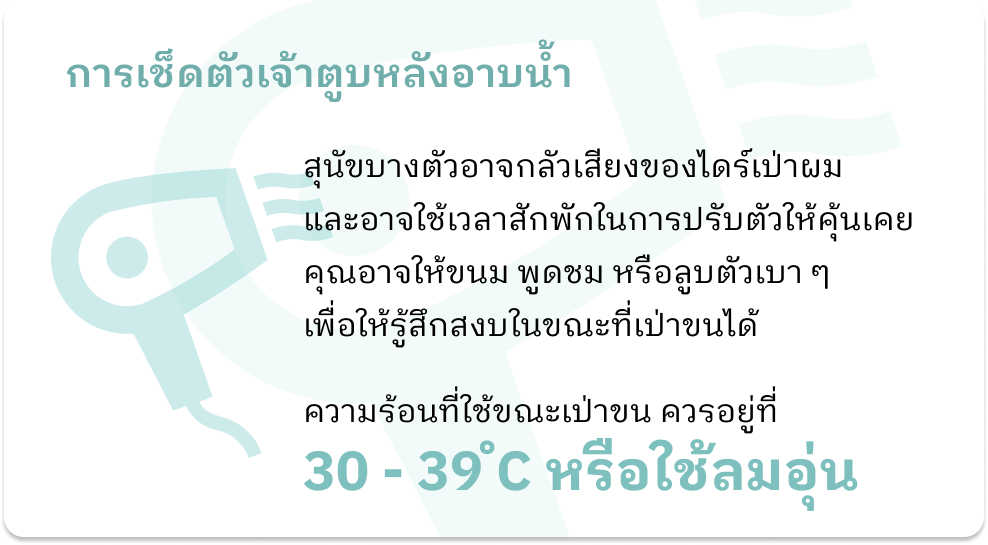 การเช็ดตัวเจ้าตูบหลังอาบน้ำ
สุนัขบางตัวอาจกลัวเสียงของไดร์เป่าผม
และอาจใช้เวลาสักพักในการปรับตัวให้คุ้นเคย
คุณอาจให้ขนม พูดชม หรือลูบตัวเบา ๆ
เพื่อให้รู้สึกสงบในขณะที่เป่าขนได้
ความร้อนที่ใช้ขณะเป่าขน ควรอยู่ที่
30 - 39°C หรือใช้ลมอุ่น